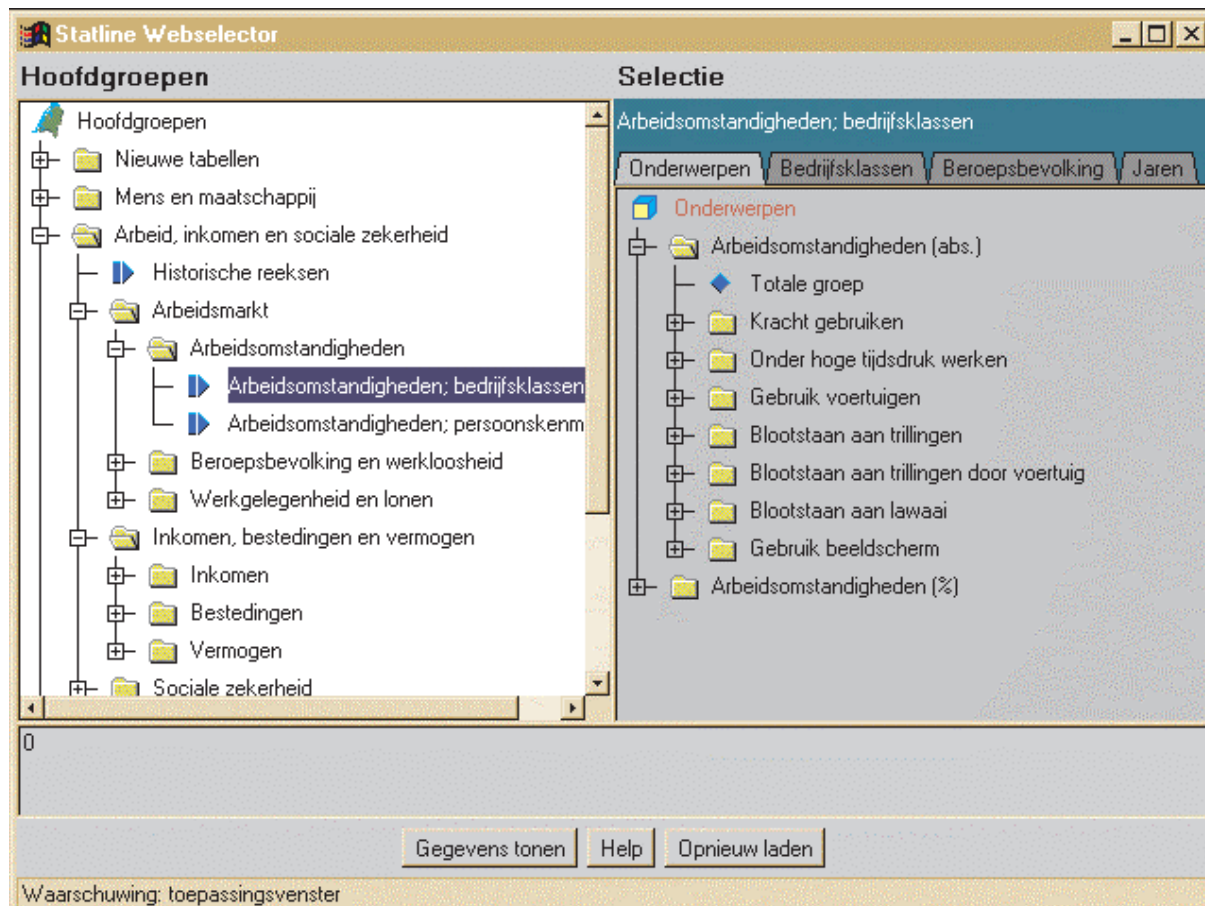 Statline Webselector
Hoofdgroepen
Hoofdgroepen
Nieuwe tabellen
Mens en maatschappij
Arbeid, inkomen en sociale zekerheid
Historische reeksen
Arbeidsmarkt
Arbeidsomstandigheden
Arbeidsomstandigheden; bedrijfsklassen
Arbeidsomstandigheden; persoonskenm
Beroepsbevolking en werkloosheid
Werkgelegenheid en lonen
Inkomen, bestedingen en vermogen
Inkomen
Bestedingen
Vermogen
Sociale zekerheid
Selectie
Arbeidsomstandigheden; bedrijfsklassen
Onderwerpen Bedrijfsklassen Beroepsbevolking Jaren
Onderwerpen
Arbeidsomstandigheden (abs.)
Totale groep
Kracht gebruiken
Onder hoge tijdsdruk werken
Gebruik voertuigen
Blootstaan aan trillingen
Blootstaan aan trillingen door voertuig
Blootstaan aan lawaai
Gebruik beeldscherm
Arbeidsomstandigheden (%)
0
Gegevens tonen Help Opnieuw laden
Waarschuwing: toepassingsvenster